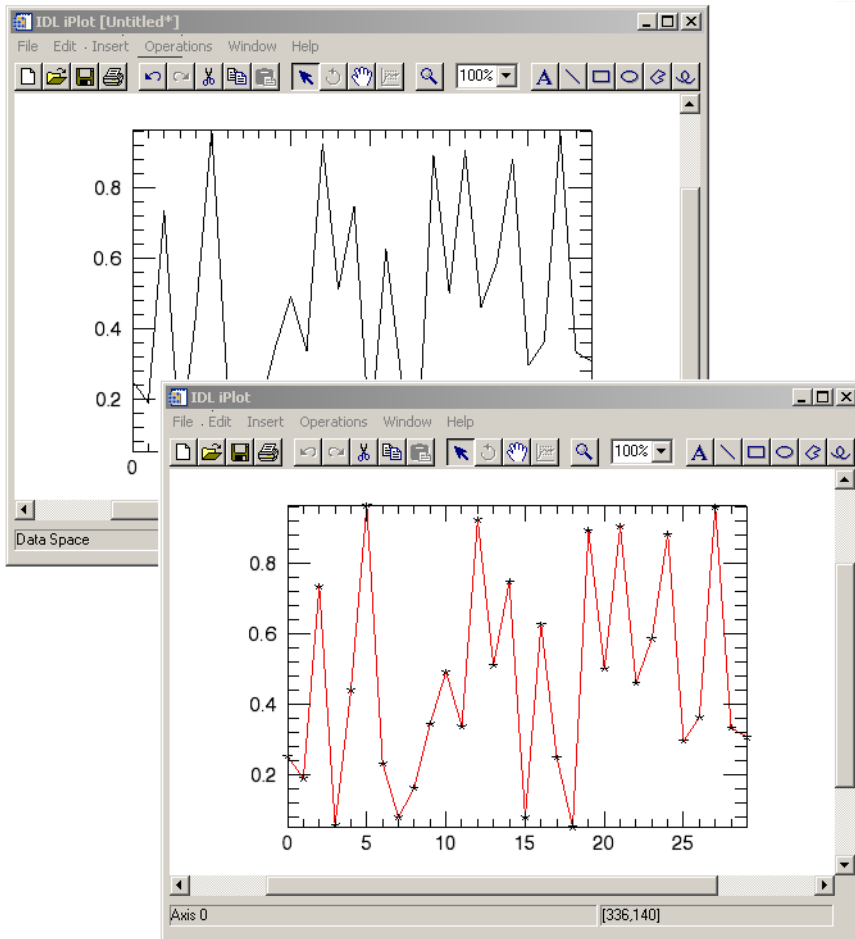 IDL iPlot [Untitled*]
File Edit Insert Operations Window Help
100%
A
0.8
0.6
0.4
0.2
0
Data Space
IDL iPlot
File Edit Insert Operations Window Help
100%
A
0.8
0.6
0.4
0.2
0 5 10 15 20 25
Axis 0 [336,140]